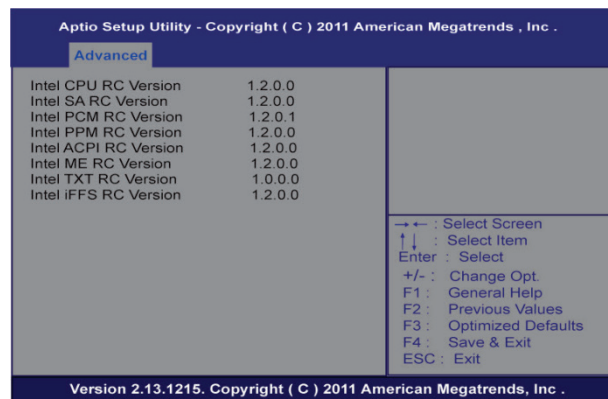 Aptio Setup Utility - Copyright ( C ) 2011 American Megatrends , Inc .
Advanced
Intel CPU RC Version 1.2.0.0
Intel SA RC Version 1.2.0.0
Intel PCM RC Version 1.2.0.1
Intel PPM RC Version 1.2.0.0
Intel ACPI RC Version 1.2.0.0
Intel ME RC Version 1.2.0.0
Intel TXT RC Version 1.0.0.0
Intel iFFS RC Version 1.2.0.0
→← : Select Screen
↑↓ : Select Item
Enter : Select
+/- : Change Opt.
F1 : General Help
F2 : Previous Values
F3 : Optimized Defaults
F4 : Save & Exit
ESC : Exit
Version 2.13.1215. Copyright ( C ) 2011 American Megatrends, Inc .